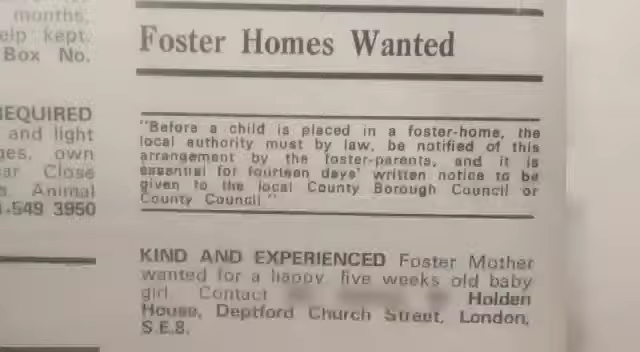 months,
elp kept.
Box No.
REQUIRED
and light
ges, own
ar Close
s. Animal
1-549 3950
Foster Homes Wanted
"Before a child is placed in a foster-home, the
local authority must by law, be notified of this
arrangement by the foster-parents, and it is
essential for fourteen days' written notice to be
given to the local County Borough Council or
County Council"
KIND AND EXPERIENCED Foster Mother
wanted for a happy, five weeks old baby
girl. Contact Holden
House, Deptford Church Street, London,
S.E.8.